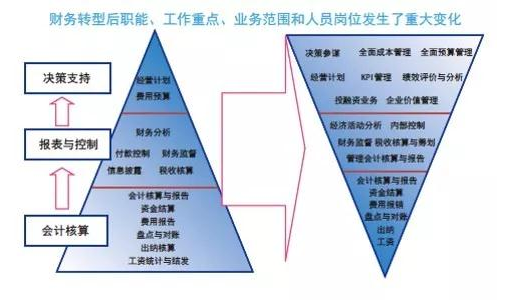 财务转型后职能、工作重点、业务范围和人员岗位发生了重大变化
决策支持
报表与控制
会计核算
经营计划
费用预算
财务分析
付款控制 财务监督
信息披露 税收核算
会计核算与报告
资金结算
费用报告
盘点与对账
出纳核算
工资统计与结发
决策参谋 全面成本管理 全面预算管理
经营计划 KPI管理 绩效评价与分析
投融资业务 企业价值管理
经济活动分析 内部控制
财务监督 税收核算与筹划
管理会计核算与报告
会计核算与报告
资金结算
费用报销
盘点与对账
出纳
工资